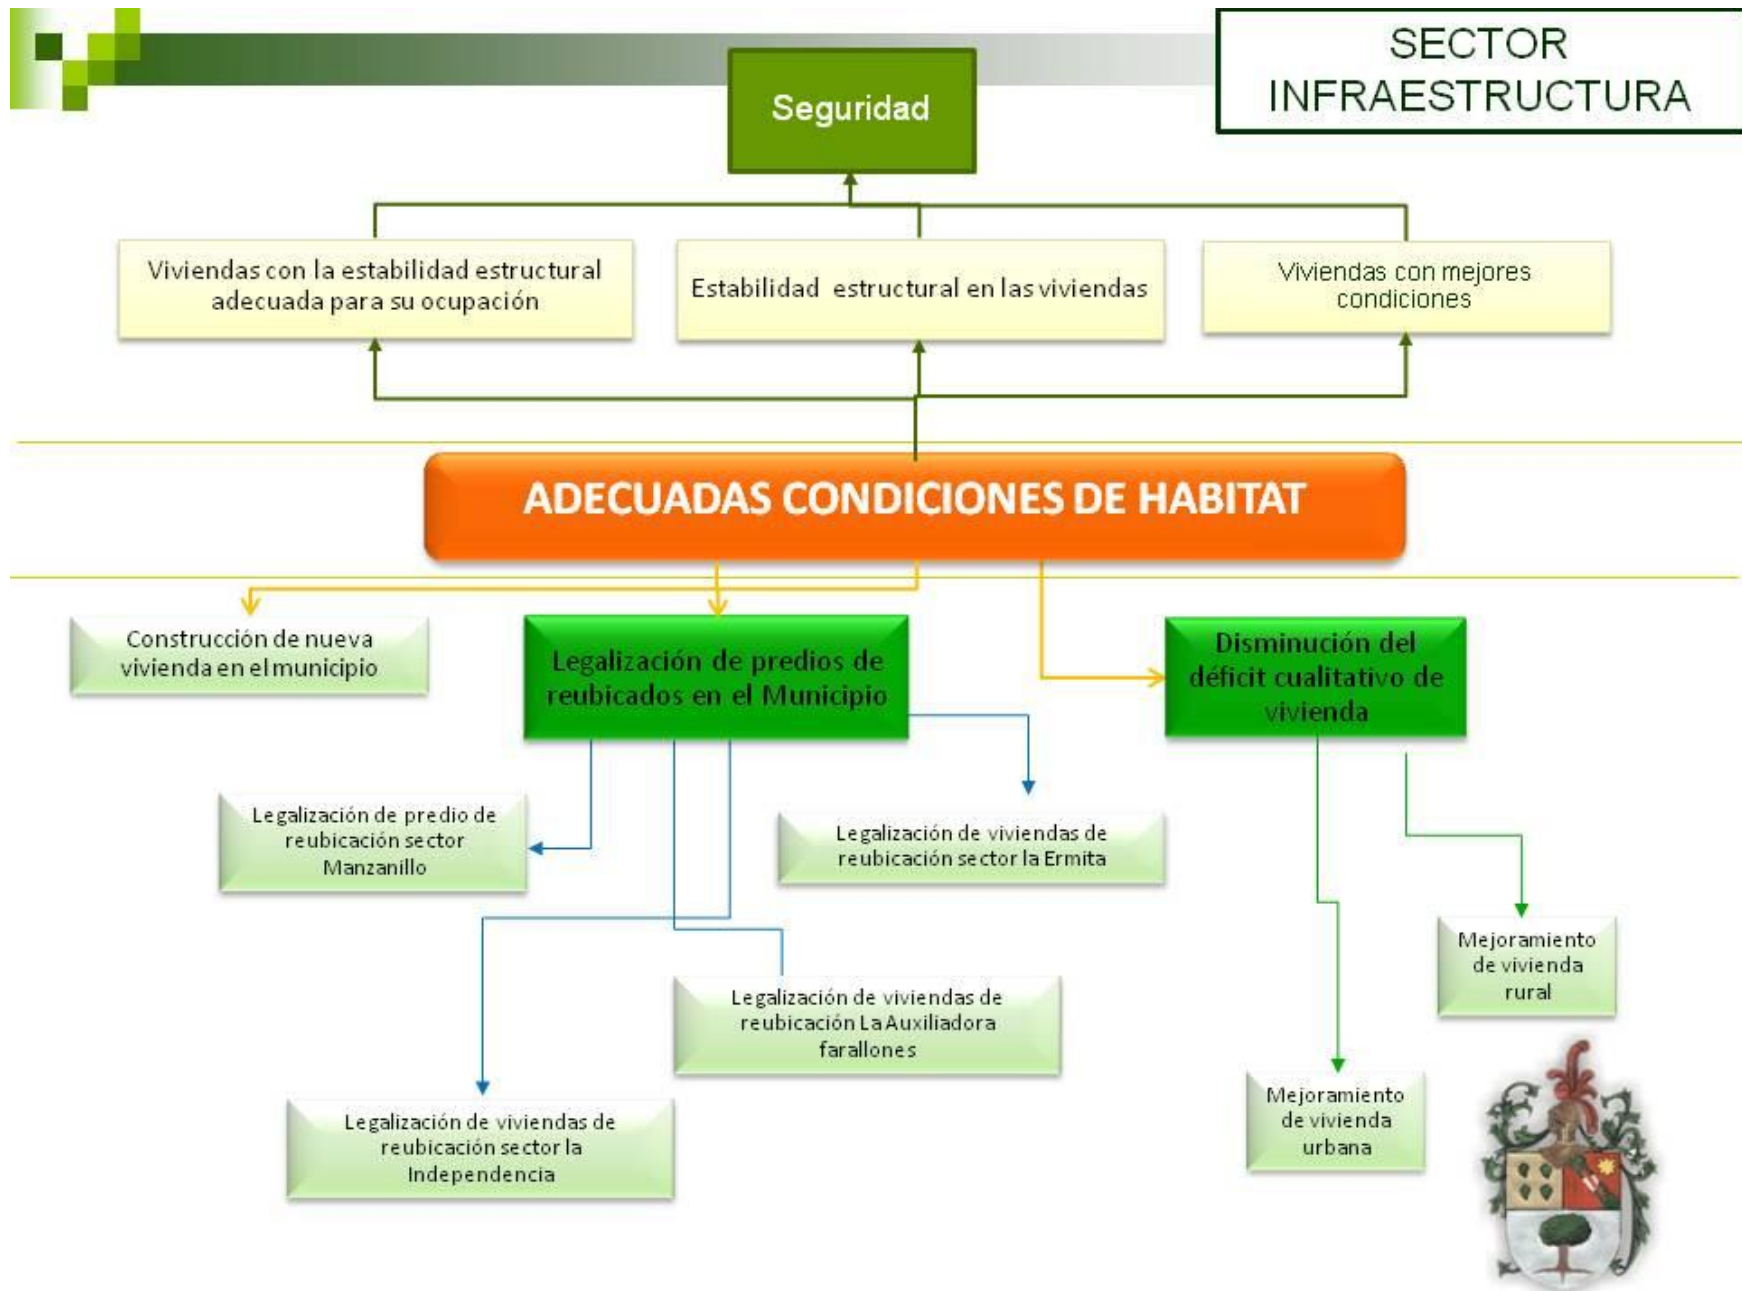 SECTOR
INFRAESTRUCTURA
Seguridad
Viviendas con la estabilidad estructural
adecuada para su ocupación
Estabilidad estructural en las viviendas
Viviendas con mejores
condiciones
ADECUADAS CONDICIONES DE HABITAT
Construcción de nueva
vivienda en el municipio
Legalización de predios de
reubicados en el Municipio
Disminución del
déficit cualitativo de
vivienda
Legalización de predio de
reubicación sector
Manzanillo
Legalización de viviendas de
reubicación sector la Ermita
Mejoramiento
de vivienda
rural
Legalización de viviendas de
reubicación La Auxiliadora
farallones
Mejoramiento
de vivienda
urbana
Legalización de viviendas de
reubicación sector la
Independencia